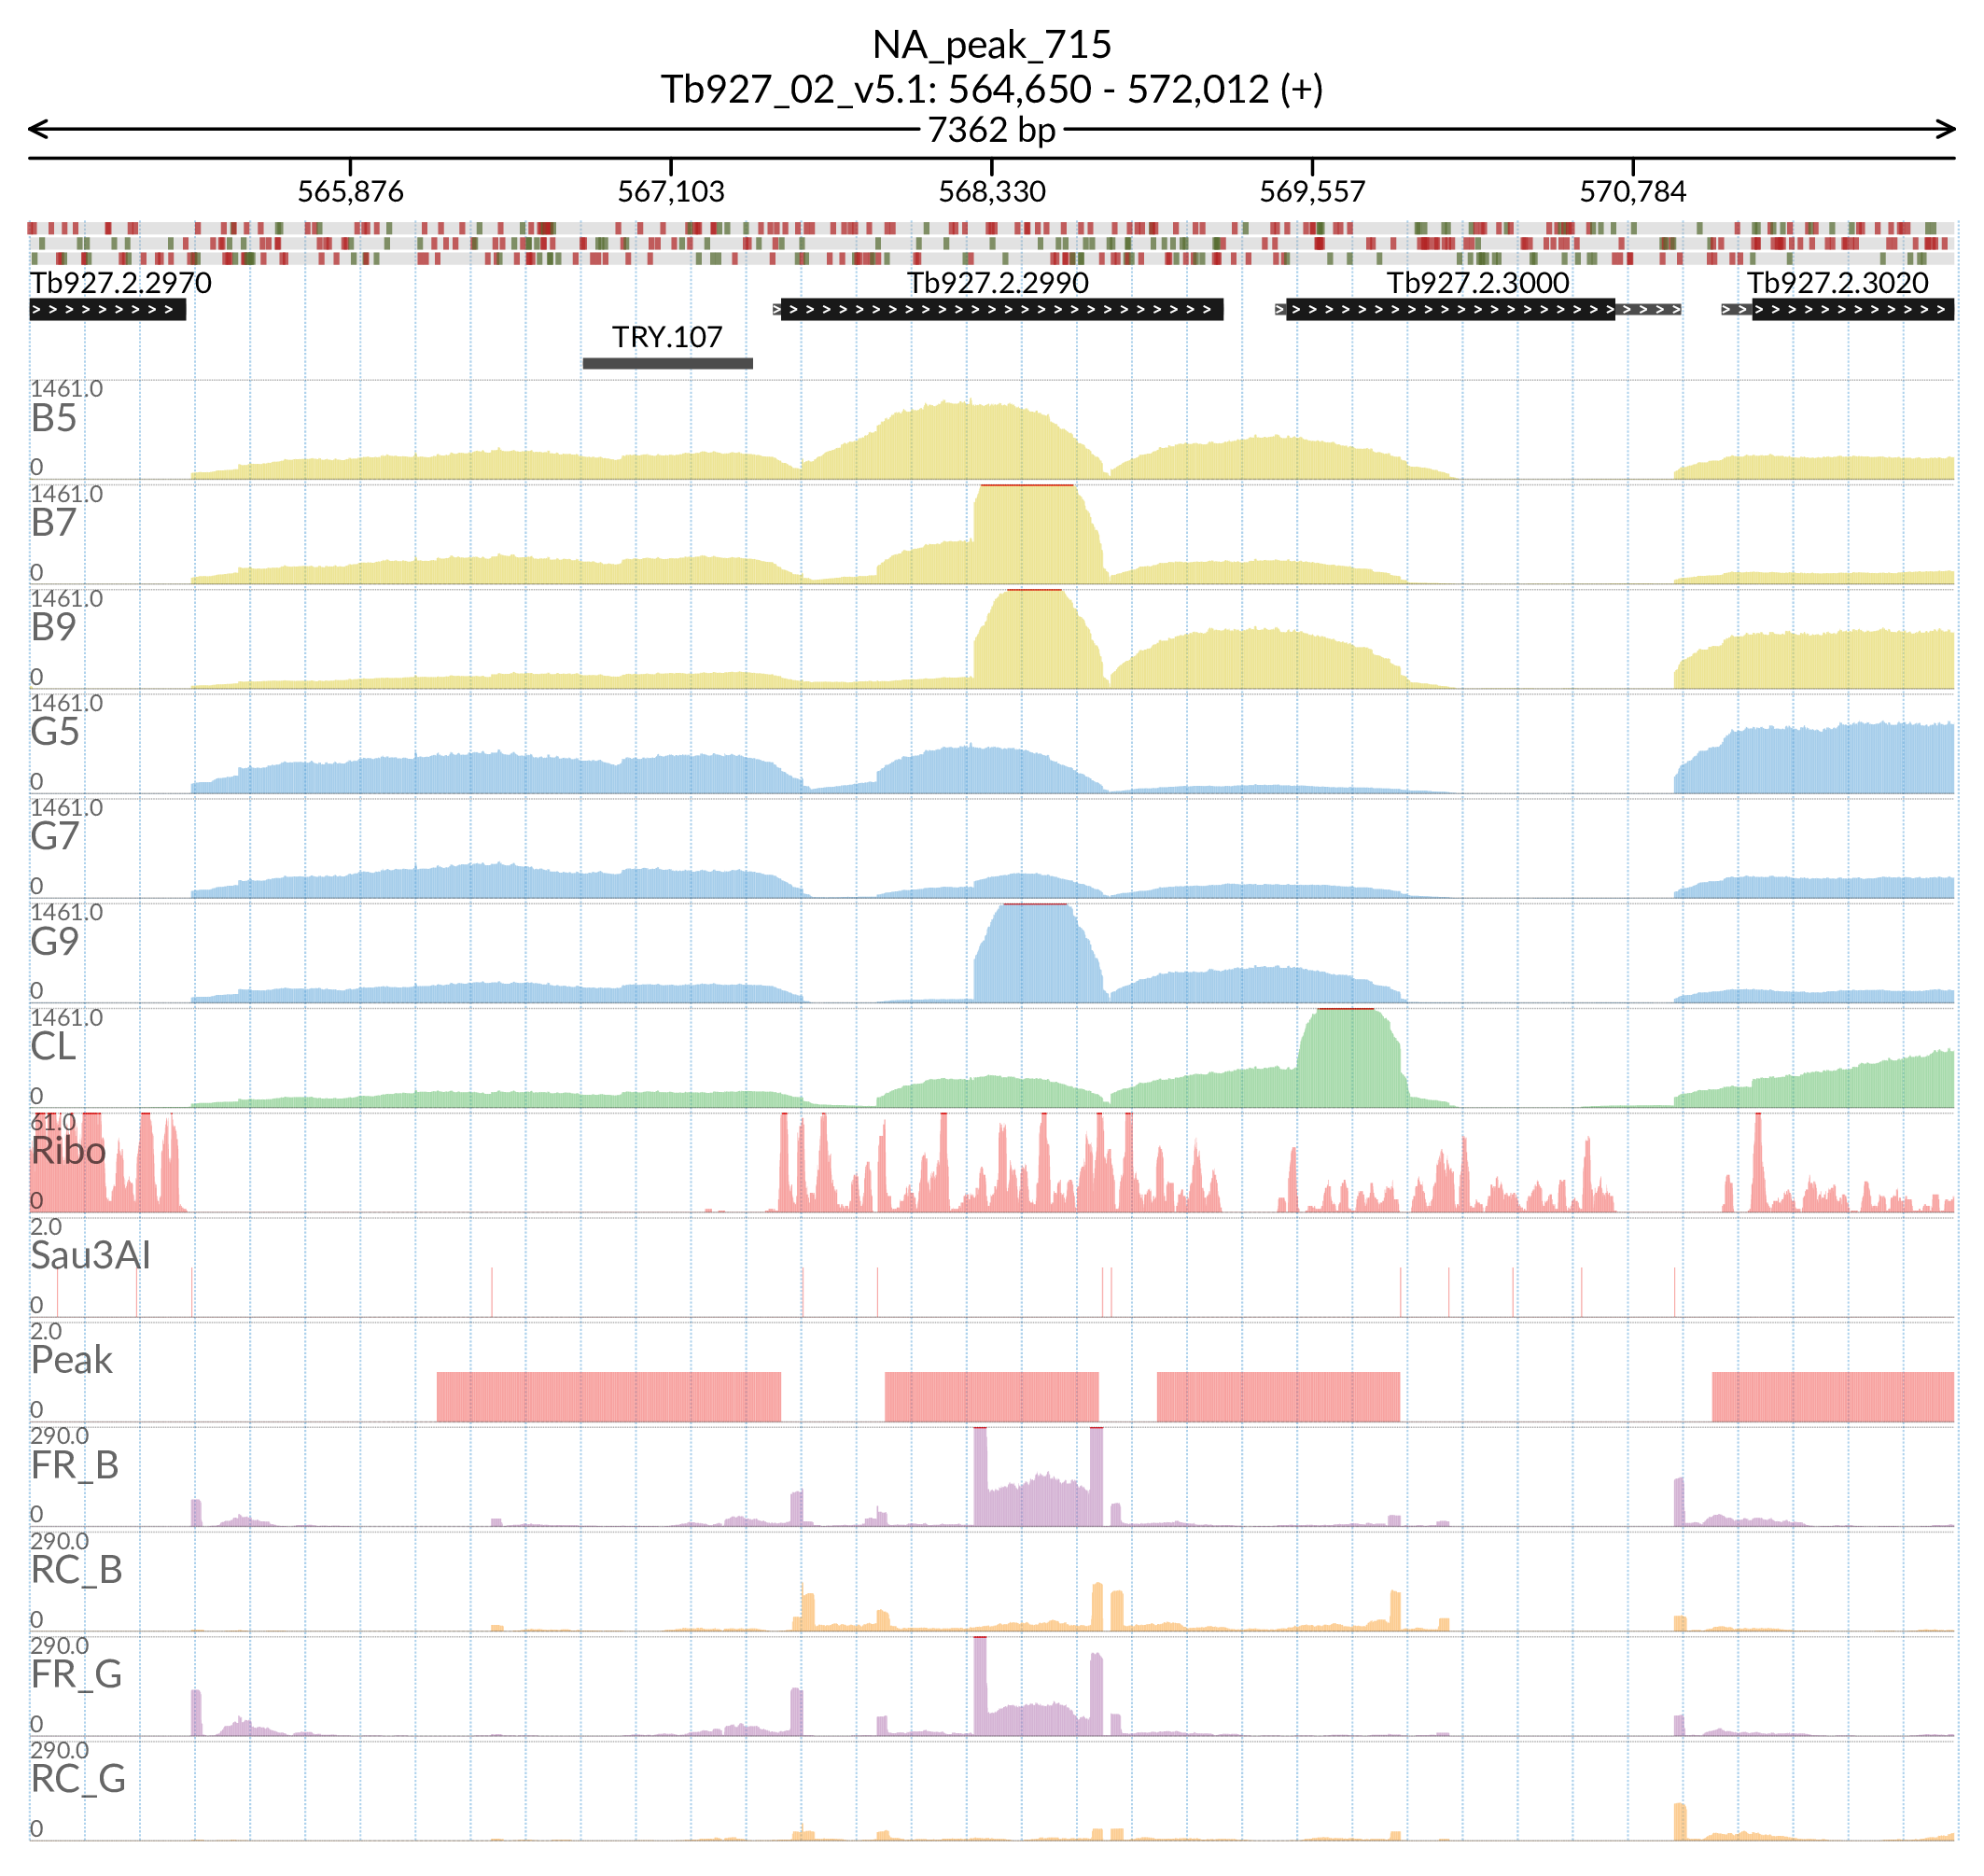 NA_peak_715
Tb927_02_v5.1: 564,650 - 572,012 (+)
7362 bp
565,876 567,103 568,330 569,557 570,784
Tb927.2.2970 Tb927.2.2990 Tb927.2.3000 Tb927.2.3020
TRY.107
1461.0
B5
0
1461.0
B7
0
1461.0
B9
0
1461.0
G5
0
1461.0
G7
0
1461.0
G9
0
1461.0
CL
0
61.0
Ribo
0
2.0
Sau3AI
0
2.0
Peak
0
290.0
FR_B
0
290.0
RC_B
0
290.0
FR_G
0
290.0
RC_G
0